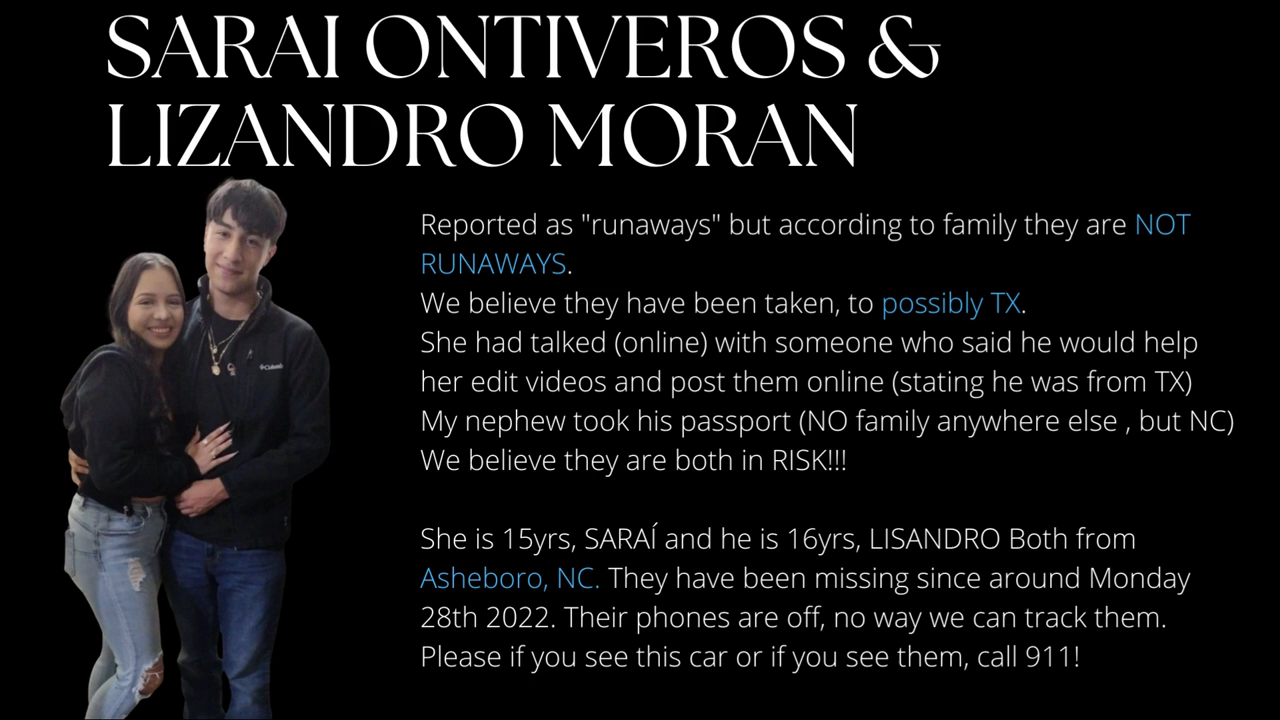 SARAI ONTIVEROS &
LIZANDRO MORAN
Reported as "runaways" but according to family they are NOT
RUNAWAYS.
We believe they have been taken, to possibly TX.
She had talked (online) with someone who said he would help
her edit videos and post them online (stating he was from TX)
My nephew took his passport (NO family anywhere else , but NC)
We believe they are both in RISK!!!
She is 15yrs, SARAÍ and he is 16yrs, LISANDRO Both from
Asheboro, NC. They have been missing since around Monday
28th 2022. Their phones are off, no way we can track them.
Please if you see this car or if you see them, call 911!
Columbia